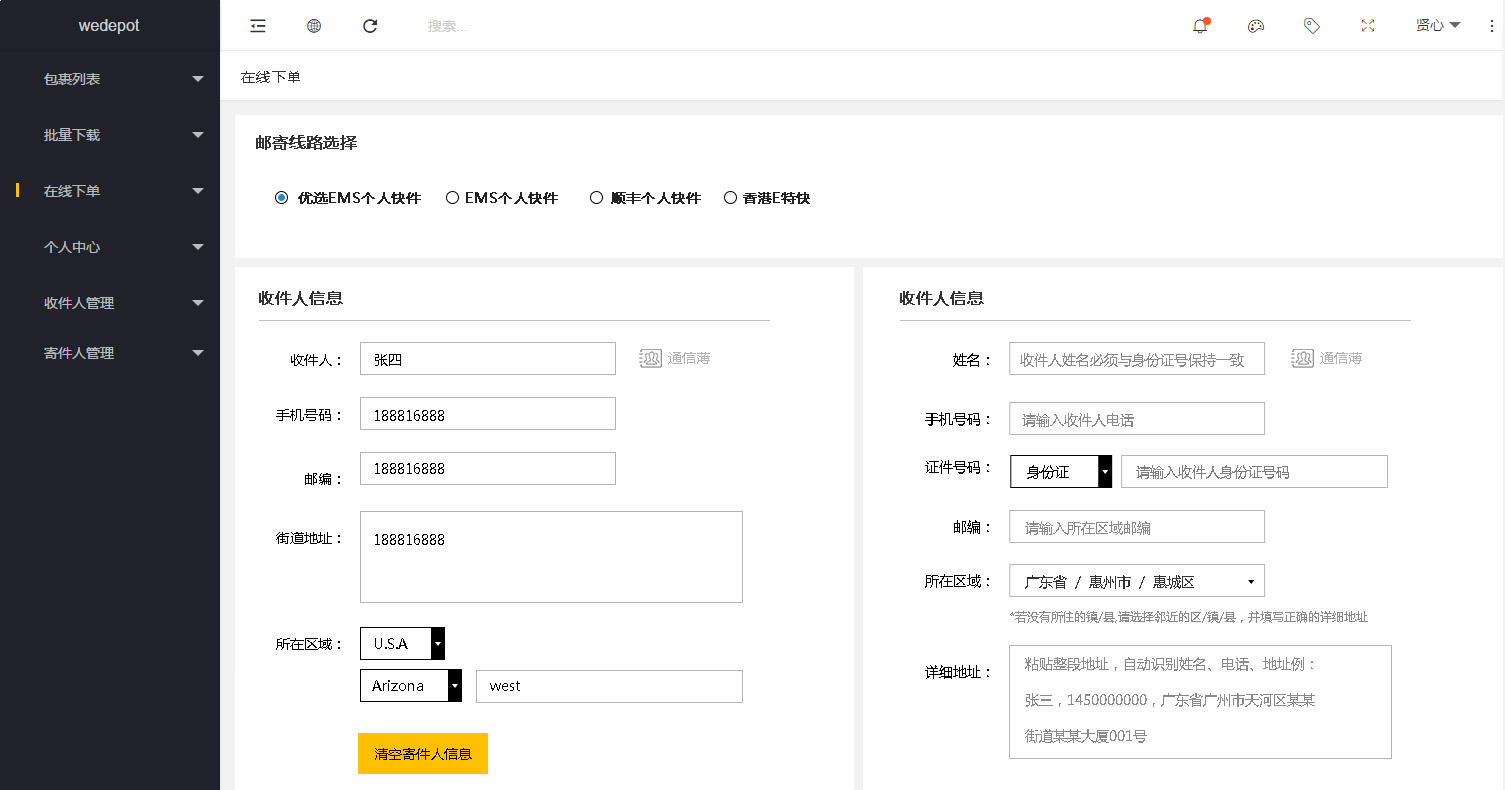 wedepot
搜索...
贤心
包裹列表
批量下载
在线下单
个人中心
收件人管理
寄件人管理
在线下单
邮寄线路选择
优选EMS个人快件 EMS个人快件 顺丰个人快件 香港E特快
收件人信息
收件人： 张四 通信薄
手机号码： 188816888
邮编： 188816888
街道地址： 188816888
所在区域： U.S.A
Arizona west
清空寄件人信息
收件人信息
姓名： 收件人姓名必须与身份证号保持一致 通信薄
手机号码： 请输入收件人电话
证件号码： 身份证 请输入收件人身份证号码
邮编： 请输入所在区域邮编
所在区域： 广东省 / 惠州市 / 惠城区
*若没有所住的镇/县,请选择邻近的区/镇/县，并填写正确的详细地址
详细地址： 粘贴整段地址，自动识别姓名、电话、地址例：
张三，1450000000，广东省广州市天河区某某
街道某某大厦001号